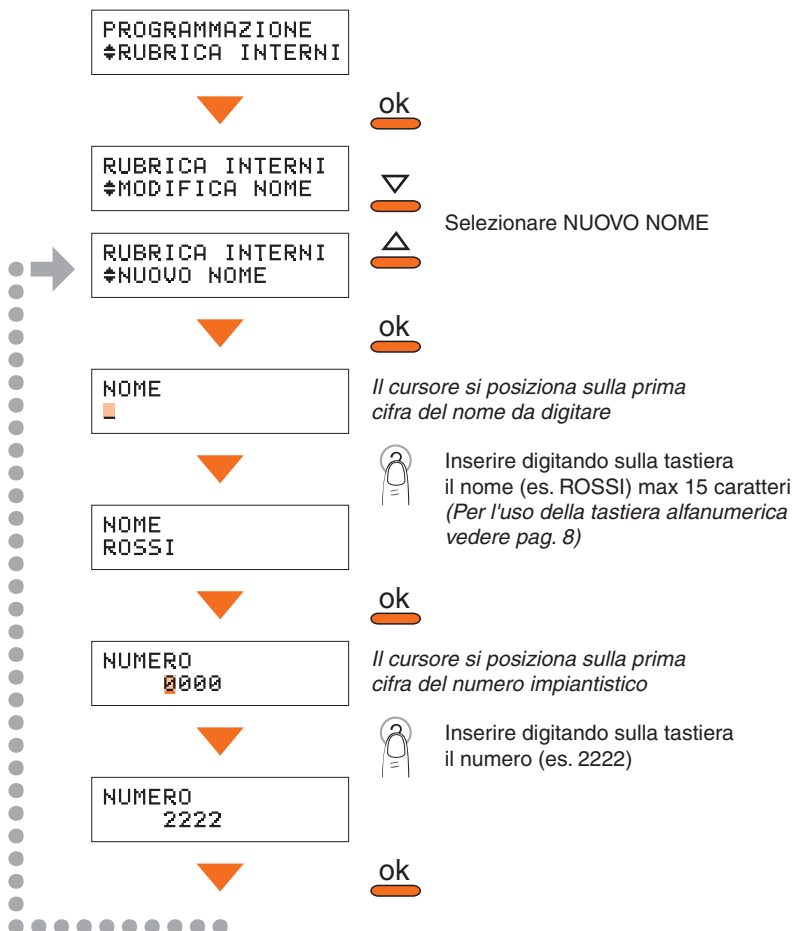 PROGRAMMAZIONE
RUBRICA INTERNI
ok
RUBRICA INTERNI
MODIFICA NOME
Selezionare NUOVO NOME
RUBRICA INTERNI
NUOVO NOME
ok
NOME
_
Il cursore si posiziona sulla prima
cifra del nome da digitare
Inserire digitando sulla tastiera
il nome (es. ROSSI) max 15 caratteri
(Per l'uso della tastiera alfanumerica
vedere pag. 8)
NOME
ROSSI
ok
NUMERO
0000
Il cursore si posiziona sulla prima
cifra del numero impiantistico
Inserire digitando sulla tastiera
il numero (es. 2222)
NUMERO
2222
ok